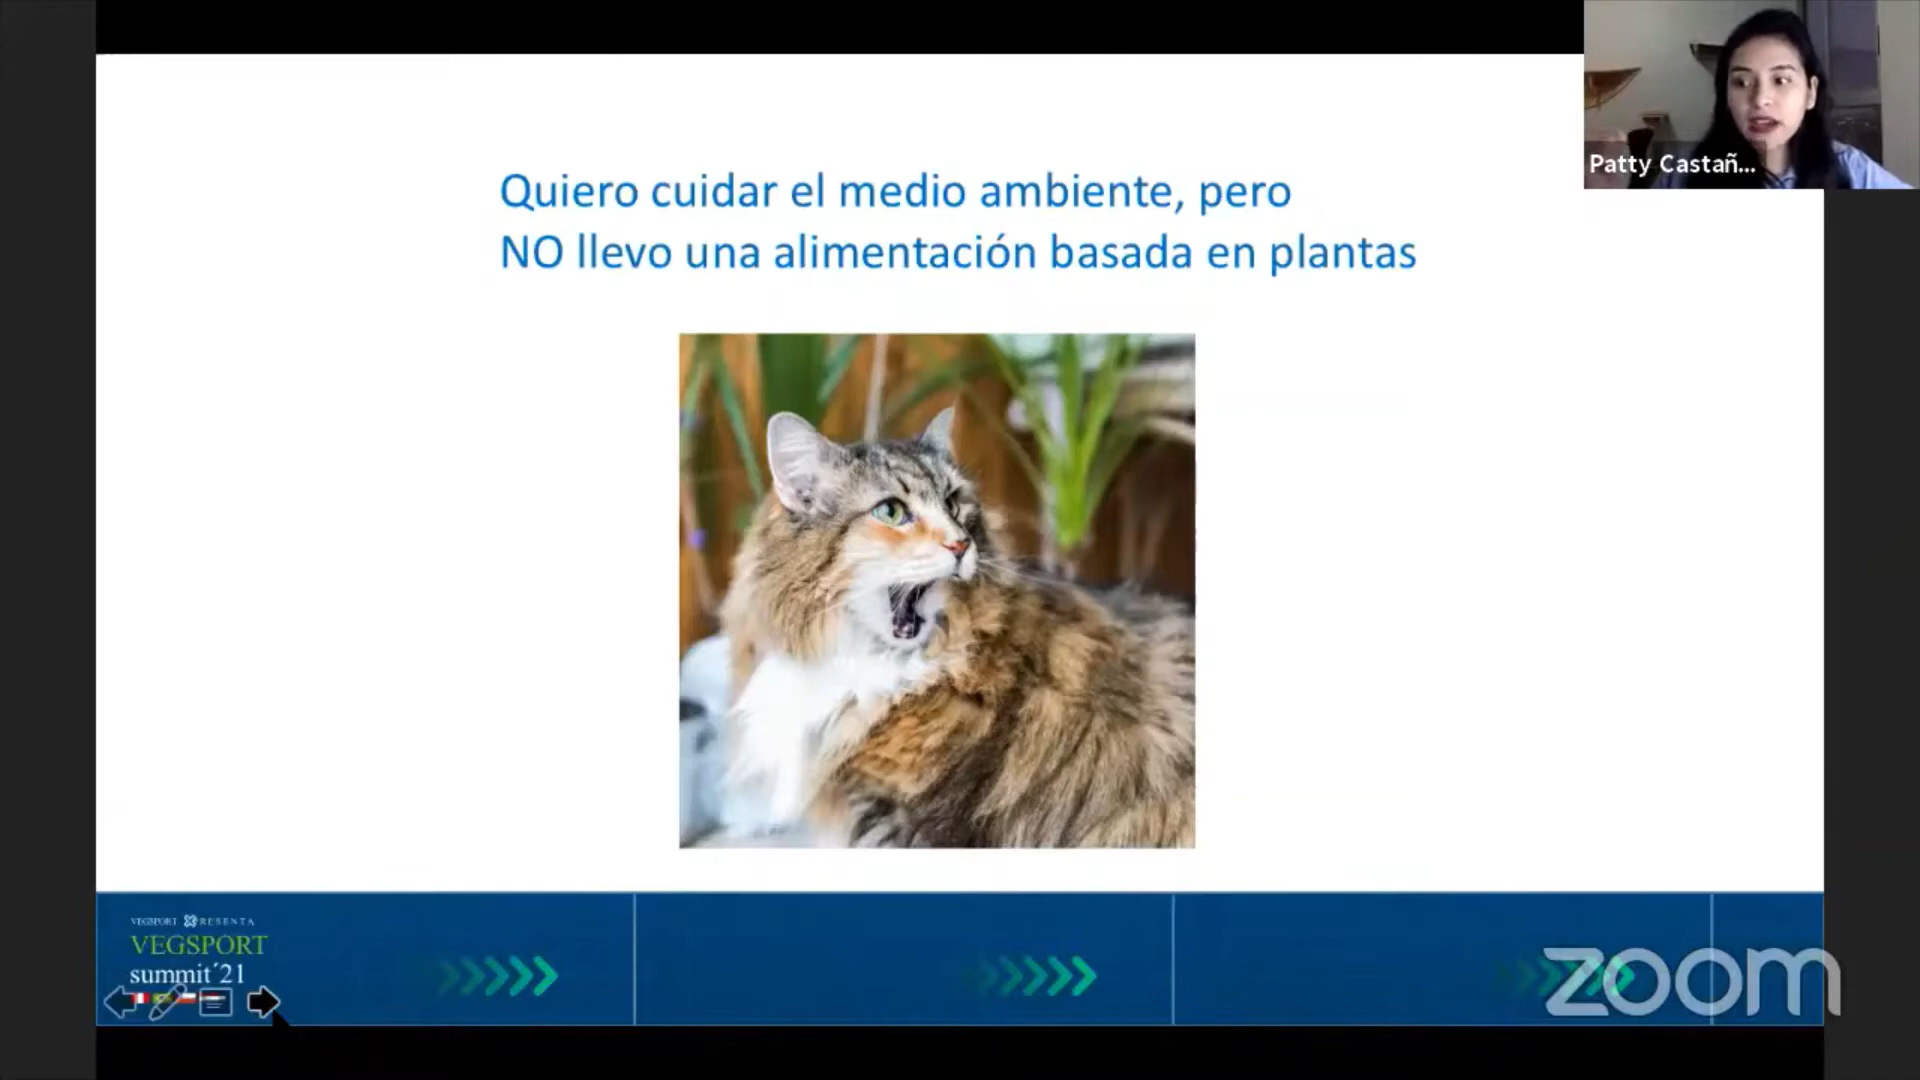 Quiero cuidar el medio ambiente, pero
NO llevo una alimentación basada en plantas
Patty Castañ...
VEGSPORT PRESENTA
VEGSPORT
summit´21
zoom